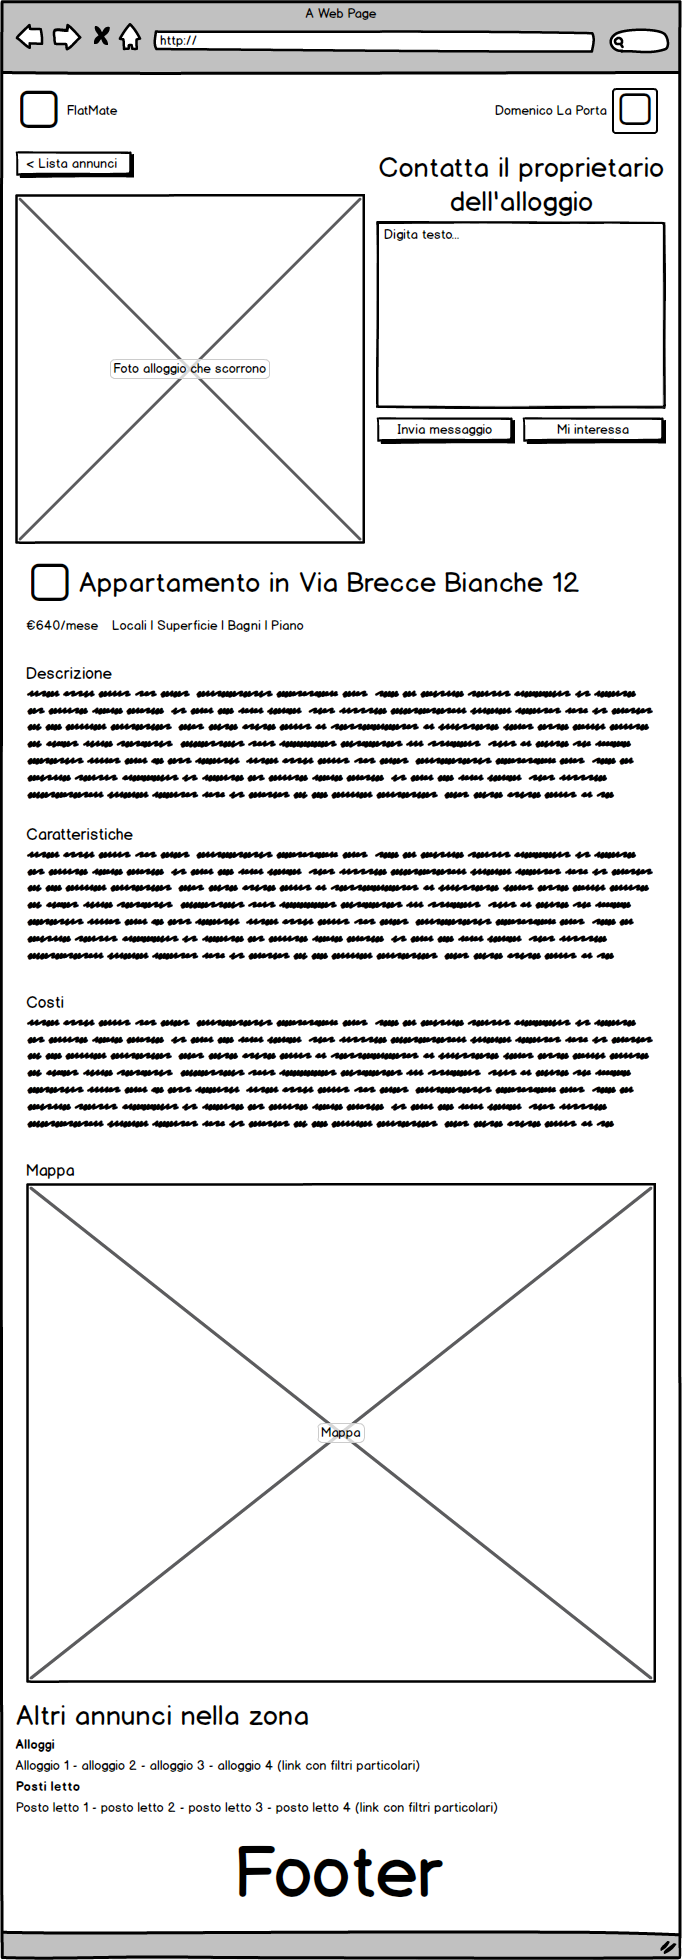 A Web Page
http://
FlatMate
Domenico La Porta
< Lista annunci
Contatta il proprietario
dell'alloggio
Digita testo...
Foto alloggio che scorrono
Invia messaggio
Mi interessa
Appartamento in Via Brecce Bianche 12
€640/mese Locali | Superficie | Bagni | Piano
Descrizione
Caratteristiche
Costi
Mappa
Mappa
Altri annunci nella zona
Alloggi
Alloggio 1 - alloggio 2 - alloggio 3 - alloggio 4 (link con filtri particolari)
Posti letto
Posto letto 1 - posto letto 2 - posto letto 3 - posto letto 4 (link con filtri particolari)
Footer